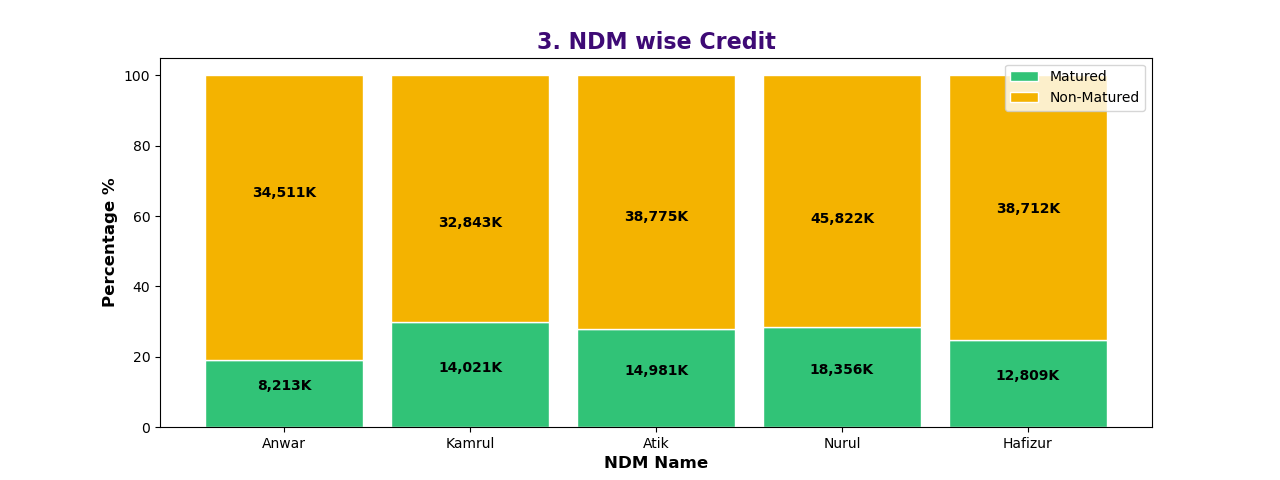 3. NDM wise Credit
Matured
Non-Matured
Percentage %
100
80
60
40
20
0
34,511K
32,843K
38,775K
45,822K
38,712K
8,213K
14,021K
14,981K
18,356K
12,809K
Anwar
Kamrul
Atik
Nurul
Hafizur
NDM Name